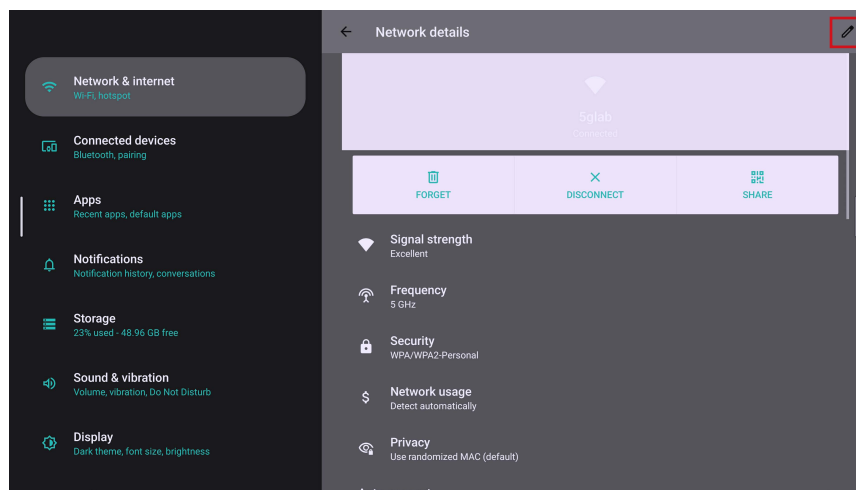 Network & internet
Wi-Fi, hotspot
Connected devices
Bluetooth, pairing
Apps
Recent apps, default apps
Notifications
Notification history, conversations
Storage
23% used - 48.96 GB free
Sound & vibration
Volume, vibration, Do Not Disturb
Display
Dark theme, font size, brightness
Network details
5glab
Connected
FORGET
DISCONNECT
SHARE
Signal strength
Excellent
Frequency
5 GHz
Security
WPA/WPA2-Personal
Network usage
Detect automatically
Privacy
Use randomized MAC (default)